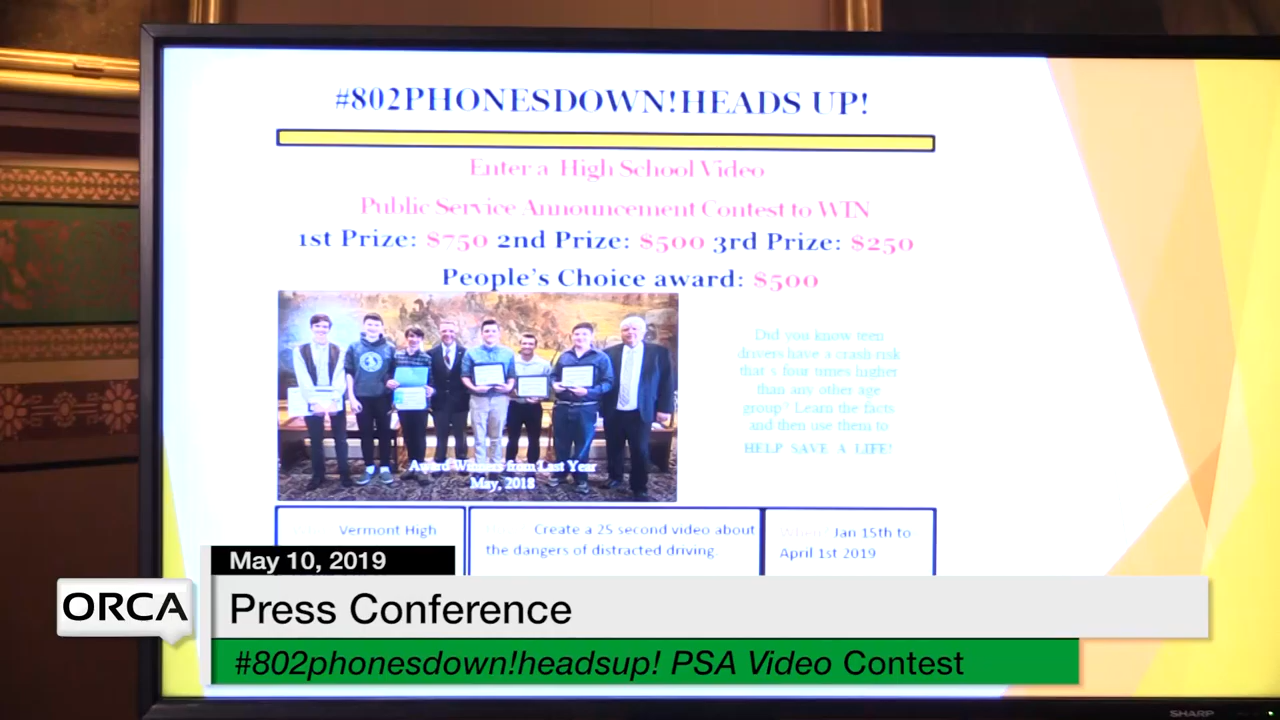 #802PHONESDOWN!HEADS UP!
Enter a High School Video
Public Service Announcement Contest to WIN
1st Prize: $750 2nd Prize: $500 3rd Prize: $250
People's Choice award: $500
Did you know teen
drivers have a crash risk
that's four times higher
than any other age
group? Learn the facts
and then use them to
HELP SAVE A LIFE!
Award Winners from Last Year
May, 2018
Vermont High
Create a 25 second video about
the dangers of distracted driving.
When? Jan 15th to
April 1st 2019
May 10, 2019
ORCA
Press Conference
#802phonesdown!headsup! PSA Video Contest
SHARP